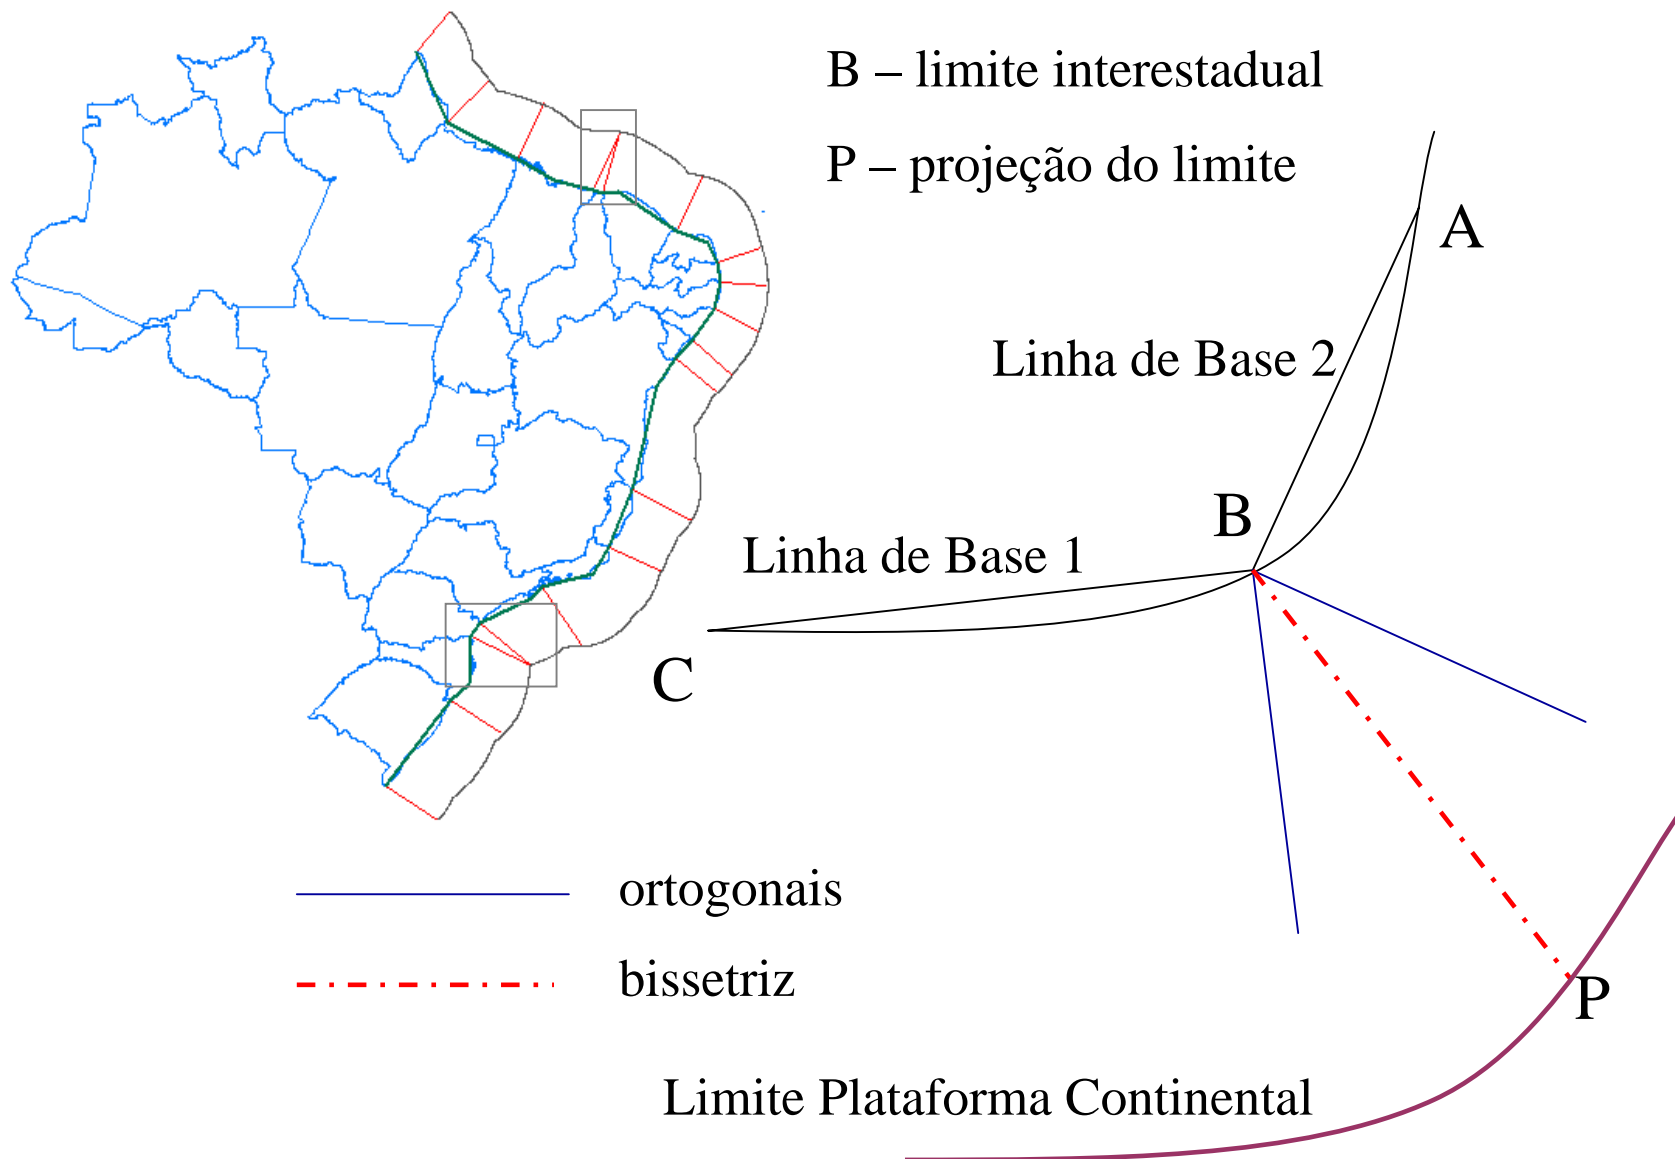 B – limite interestadual
P – projeção do limite
A
Linha de Base 2
B
Linha de Base 1
C
ortogonais
bissetriz
P
Limite Plataforma Continental